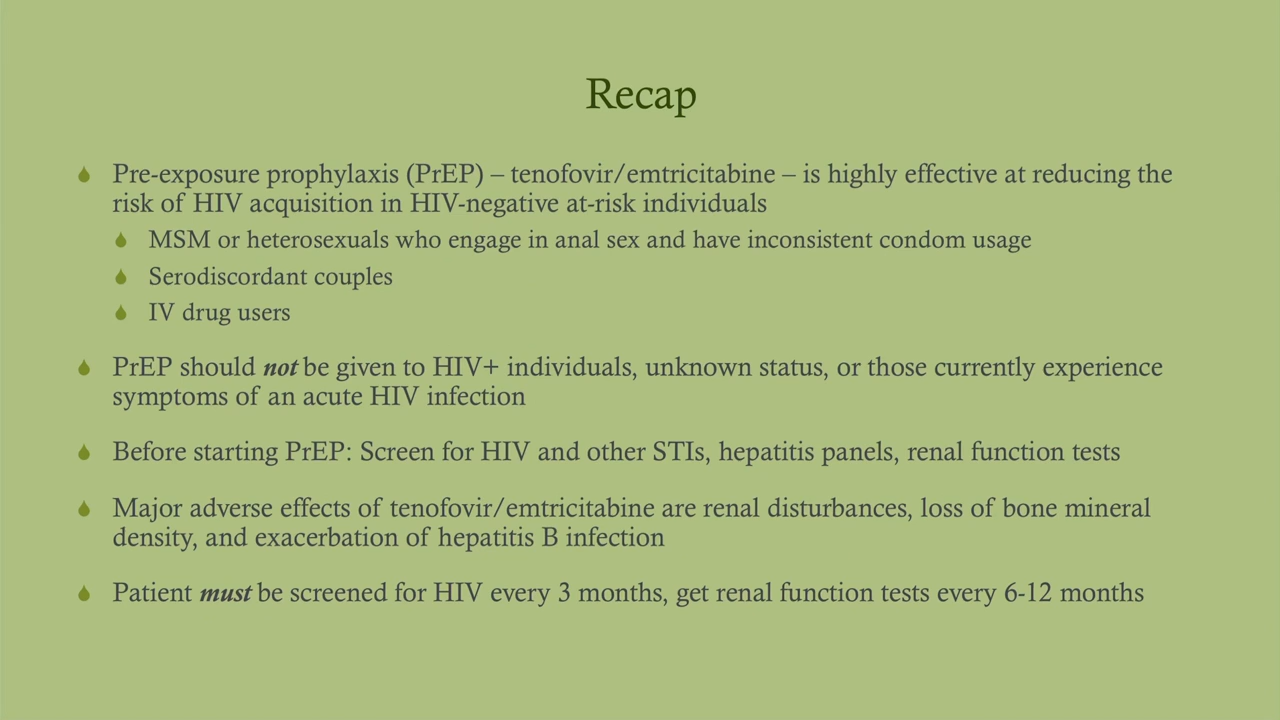 Recap
Pre-exposure prophylaxis (PrEP) – tenofovir/emtricitabine – is highly effective at reducing the
risk of HIV acquisition in HIV-negative at-risk individuals
MSM or heterosexuals who engage in anal sex and have inconsistent condom usage
Serodiscordant couples
IV drug users
PrEP should not be given to HIV+ individuals, unknown status, or those currently experience
symptoms of an acute HIV infection
Before starting PrEP: Screen for HIV and other STIs, hepatitis panels, renal function tests
Major adverse effects of tenofovir/emtricitabine are renal disturbances, loss of bone mineral
density, and exacerbation of hepatitis B infection
Patient must be screened for HIV every 3 months, get renal function tests every 6-12 months